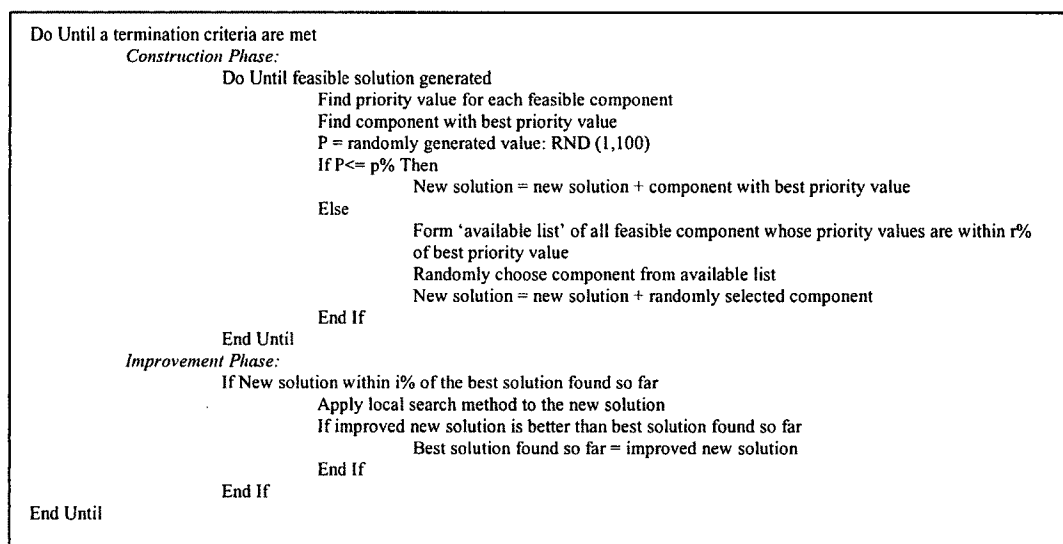 Do Until a termination criteria are met
Construction Phase:
Do Until feasible solution generated
Find priority value for each feasible component
Find component with best priority value
P = randomly generated value: RND (1,100)
If P<= p% Then
New solution = new solution + component with best priority value
Else
Form ‘available list’ of all feasible component whose priority values are within r%
of best priority value
Randomly choose component from available list
New solution = new solution + randomly selected component
End If
End Until
Improvement Phase:
If New solution within i% of the best solution found so far
Apply local search method to the new solution
If improved new solution is better than best solution found so far
Best solution found so far = improved new solution
End If
End If
End Until